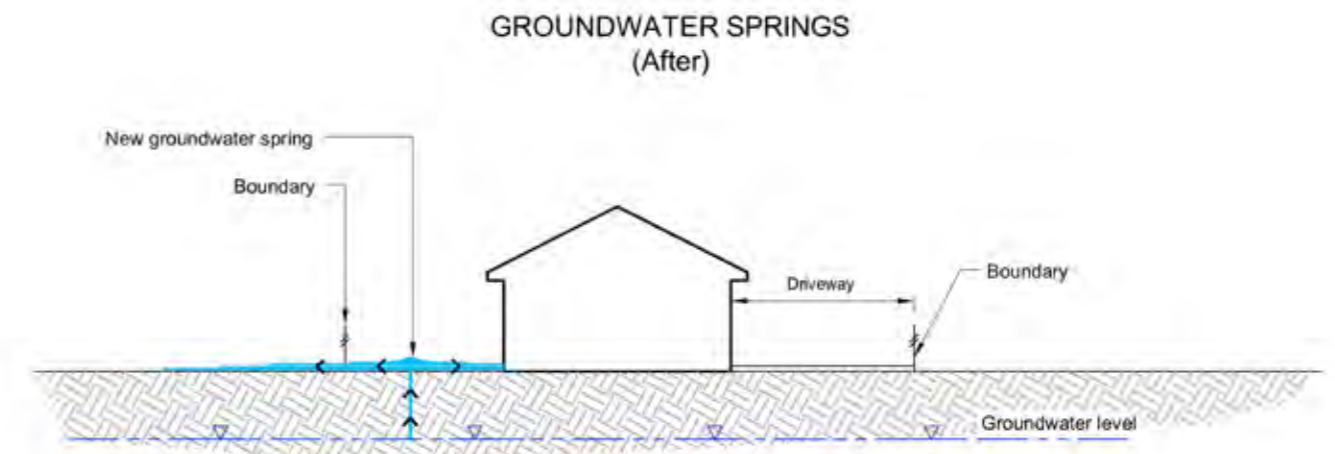 GROUNDWATER SPRINGS
(After)
New groundwater spring
Boundary
Driveway
Boundary
Groundwater level